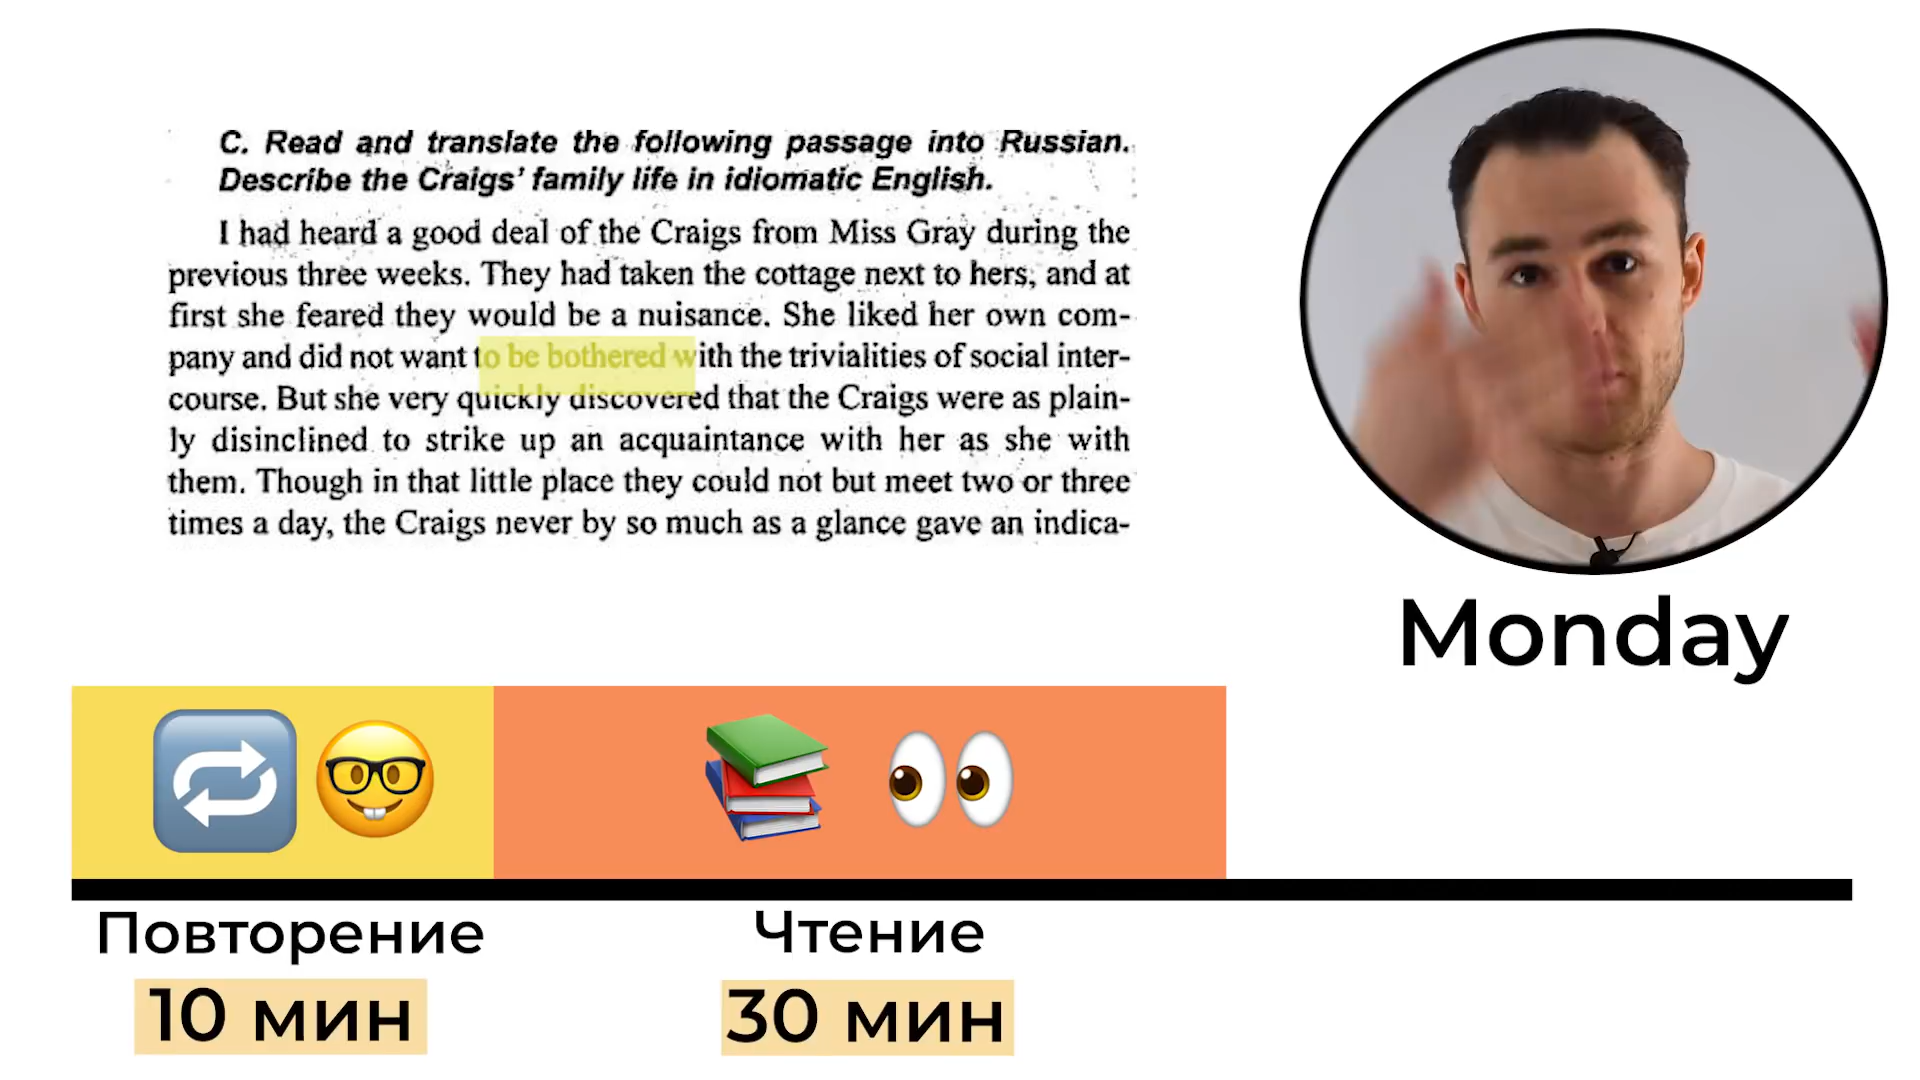 C. Read and translate the following passage into Russian.
Describe the Craigs' family life in idiomatic English.
I had heard a good deal of the Craigs from Miss Gray during the
previous three weeks. They had taken the cottage next to hers, and at
first she feared they would be a nuisance. She liked her own com-
pany and did not want to be bothered with the trivialities of social inter-
course. But she very quickly discovered that the Craigs were as plain-
ly disinclined to strike up an acquaintance with her as she with
them. Though in that little place they could not but meet two or three
times a day, the Craigs never by so much as a glance gave an indica-
Monday
Повторение
10 мин
Чтение
30 мин